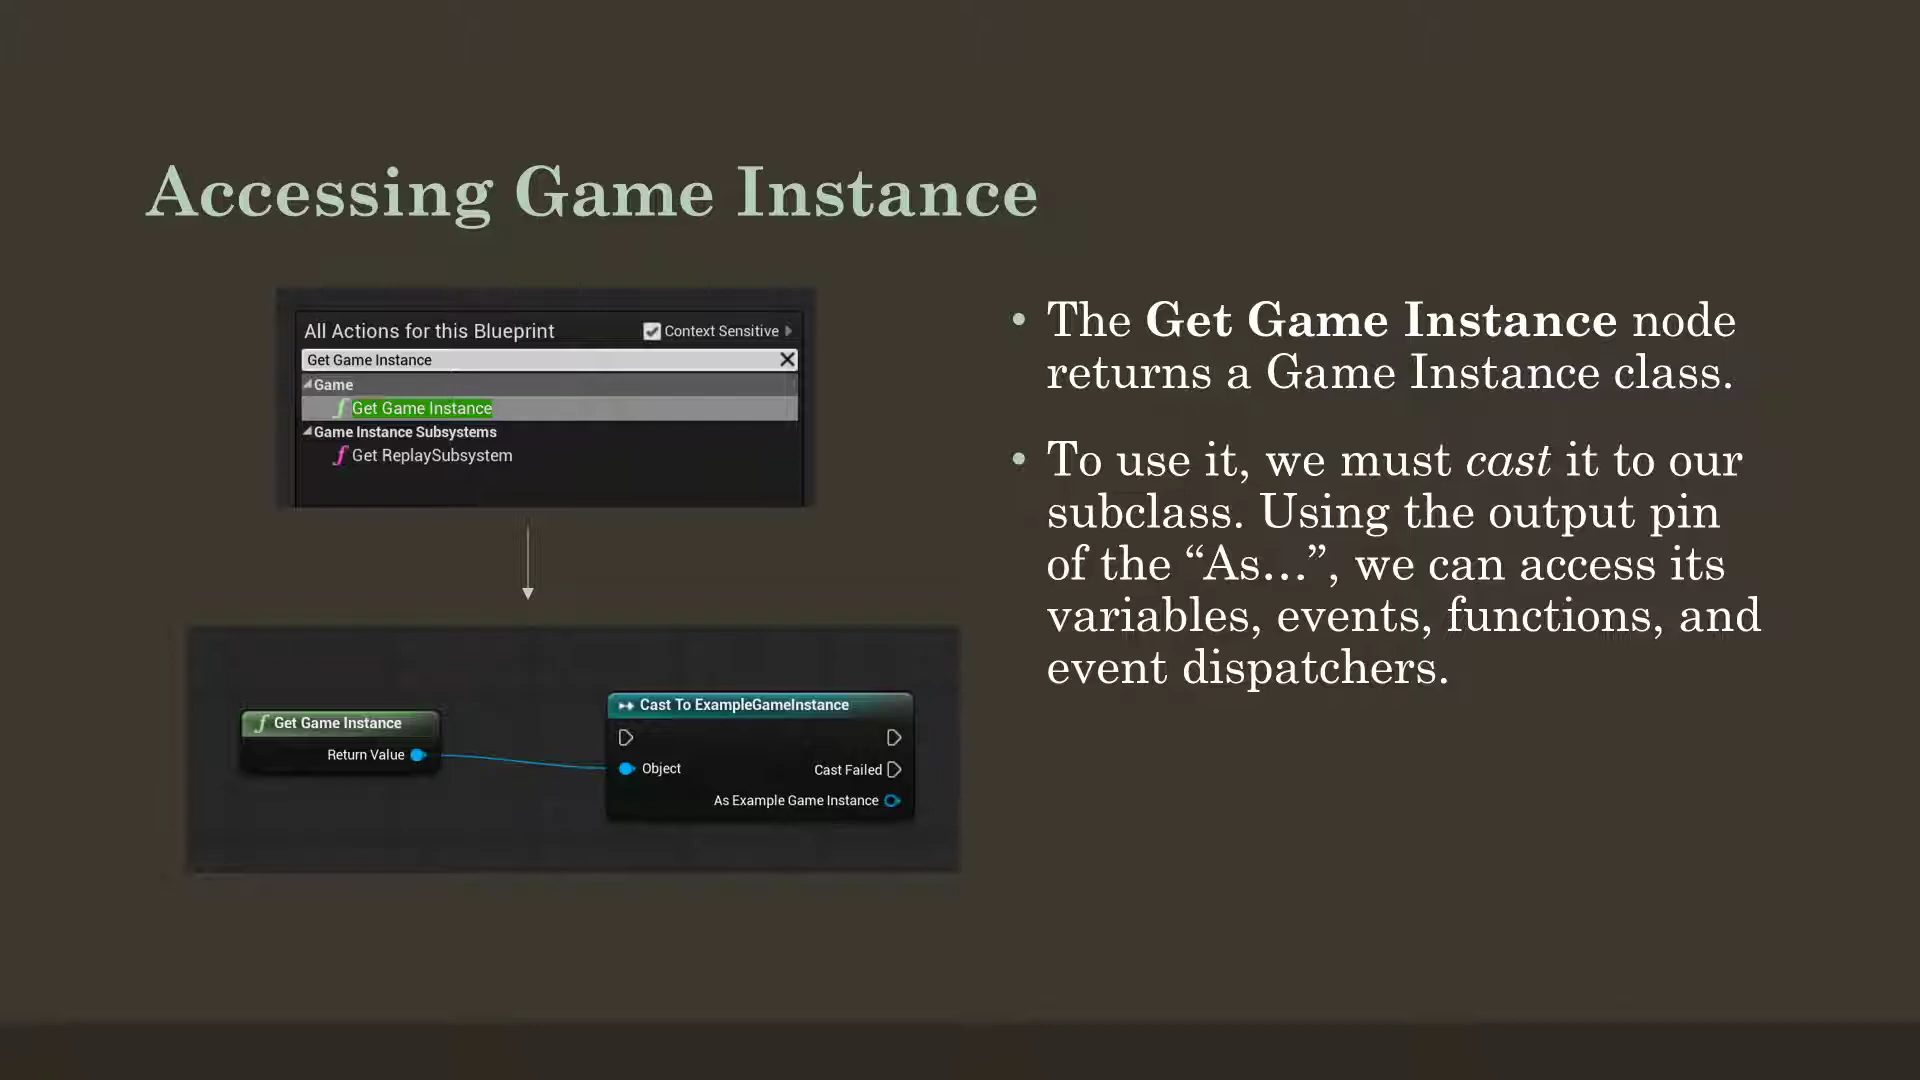 Accessing Game Instance
All Actions for this Blueprint
Context Sensitive
Get Game Instance
Game
Get Game Instance
Game Instance Subsystems
Get ReplaySubsystem
Get Game Instance
Return Value
Cast To ExampleGameInstance
Object
Cast Failed
As Example Game Instance
• The Get Game Instance node
returns a Game Instance class.
• To use it, we must cast it to our
subclass. Using the output pin
of the “As…”, we can access its
variables, events, functions, and
event dispatchers.